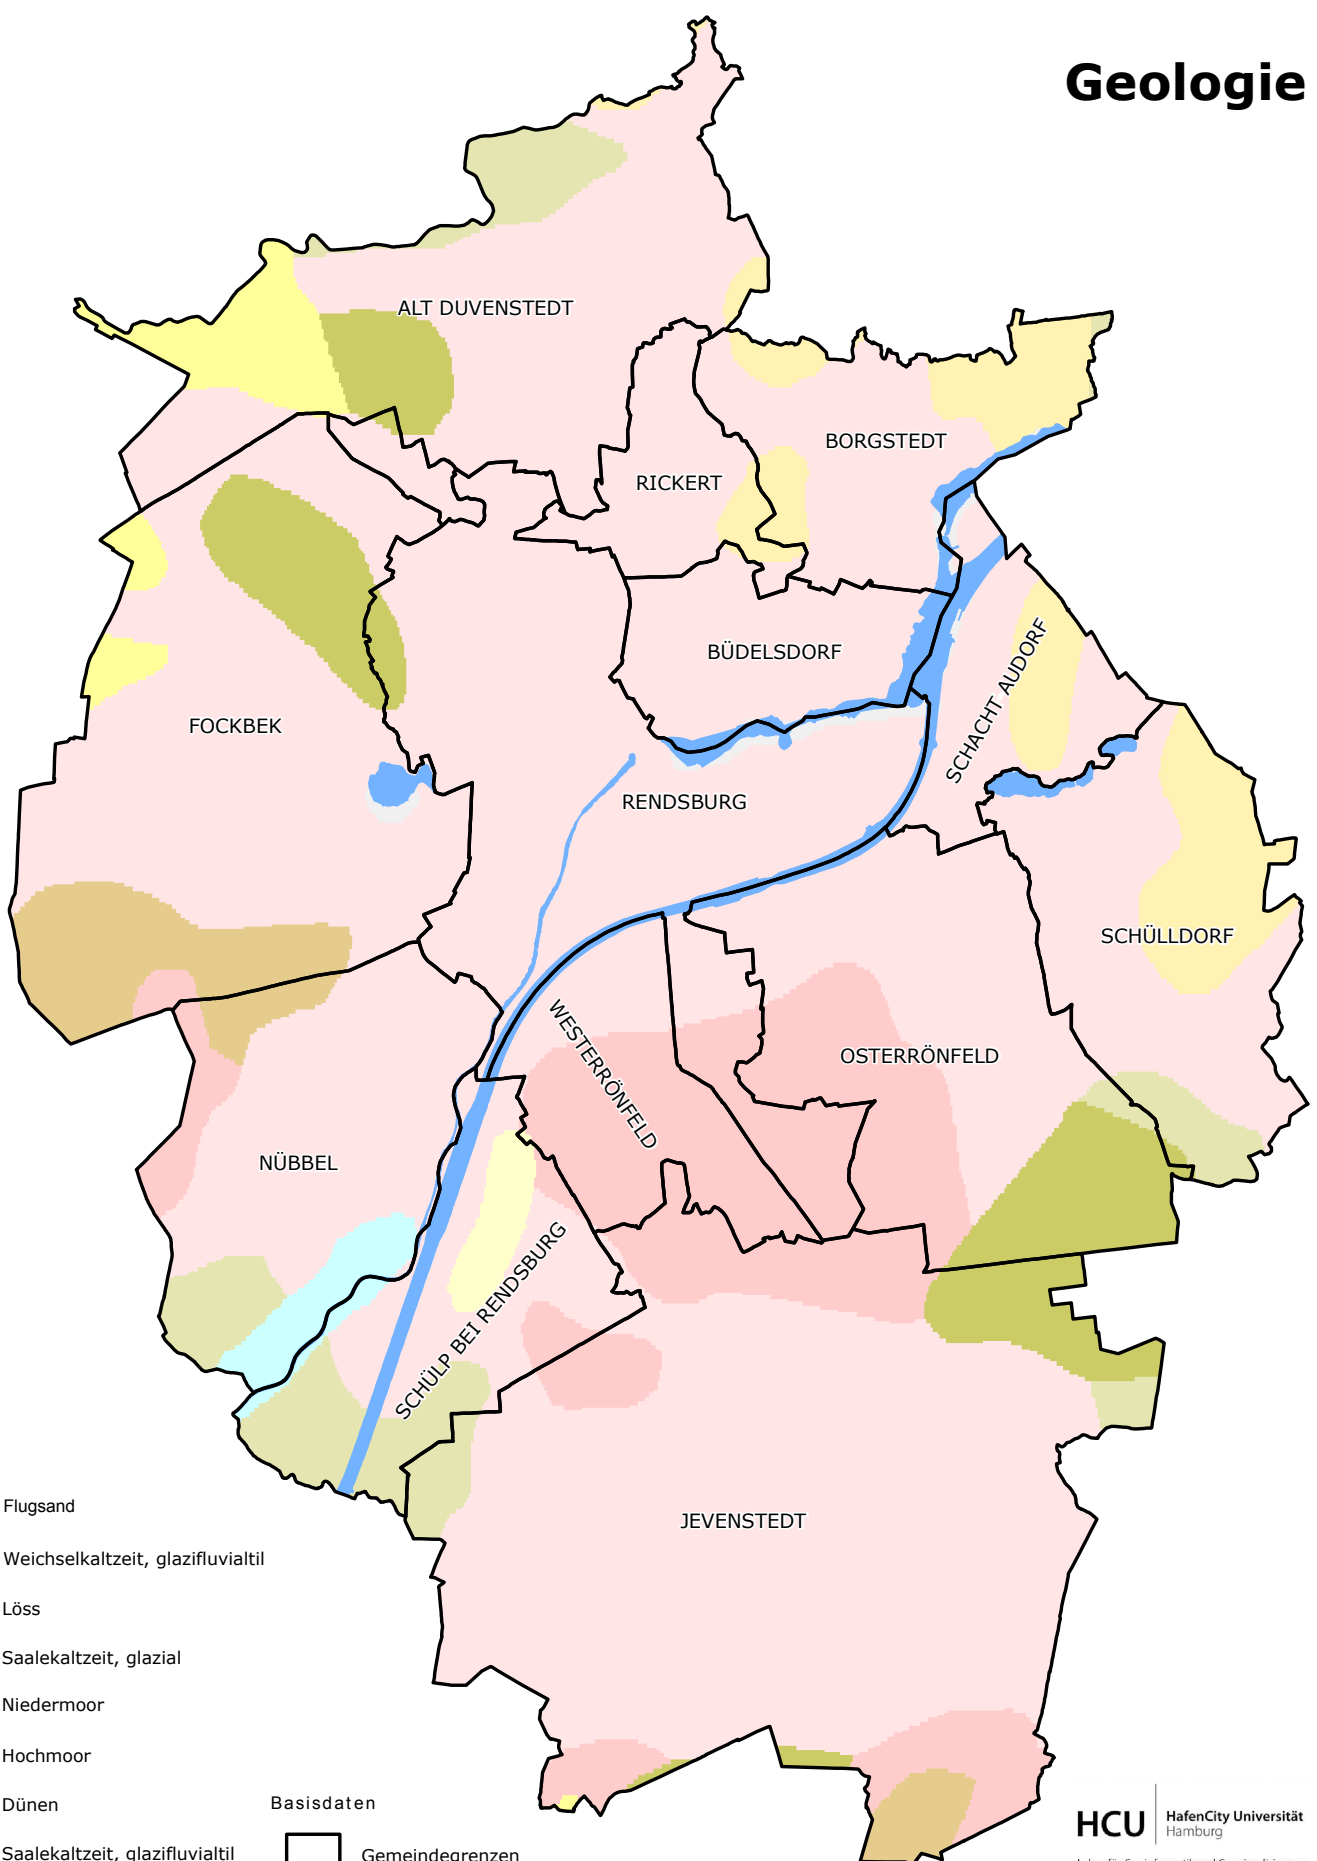 Geologie
ALT DUVENSTEDT
BORGSTEDT
RICKERT
BÜDELSDORF
SCHACHT-AUDORF
FOCKBEK
RENDSBURG
SCHÜLLDORF
WESTERRÖNFELD
OSTERRÖNFELD
NÜBBEL
SCHÜLP BEI RENDSBURG
JEVENSTEDT
Flugsand
Weichselkaltzeit, glazifluvialtil
Löss
Saalekaltzeit, glazial
Niedermoor
Hochmoor
Dünen
Saalekaltzeit, glazifluvialtil
Basisdaten
Gemeindegrenzen
HCU
HafenCity Universität
Hamburg